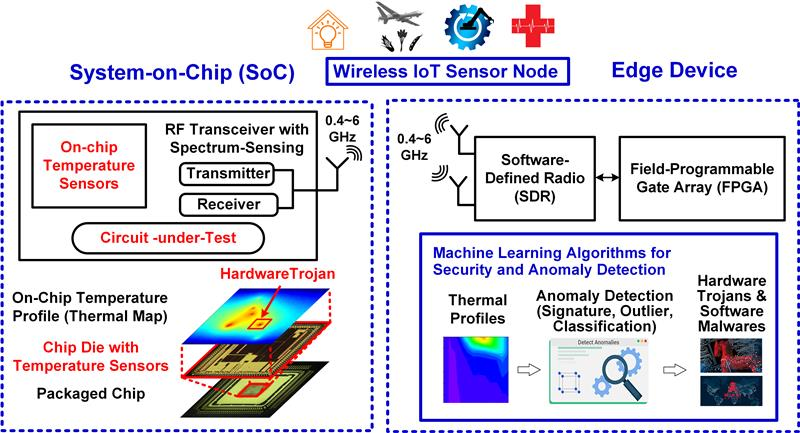 System-on-Chip (SoC)
Wireless IoT Sensor Node
Edge Device
On-chip
Temperature
Sensors
RF Transceiver with
Spectrum-Sensing
Transmitter
Receiver
Circuit -under-Test
0.4~6
GHz
HardwareTrojan
On-Chip Temperature
Profile (Thermal Map)
Chip Die with
Temperature Sensors
Packaged Chip
0.4~6
GHz
Software-
Defined Radio
(SDR)
Field-Programmable
Gate Array (FPGA)
Machine Learning Algorithms for
Security and Anomaly Detection
Thermal
Profiles
Anomaly Detection
(Signature, Outlier,
Classification)
Detect Anomalies
Hardware
Trojans &
Software
Malwares